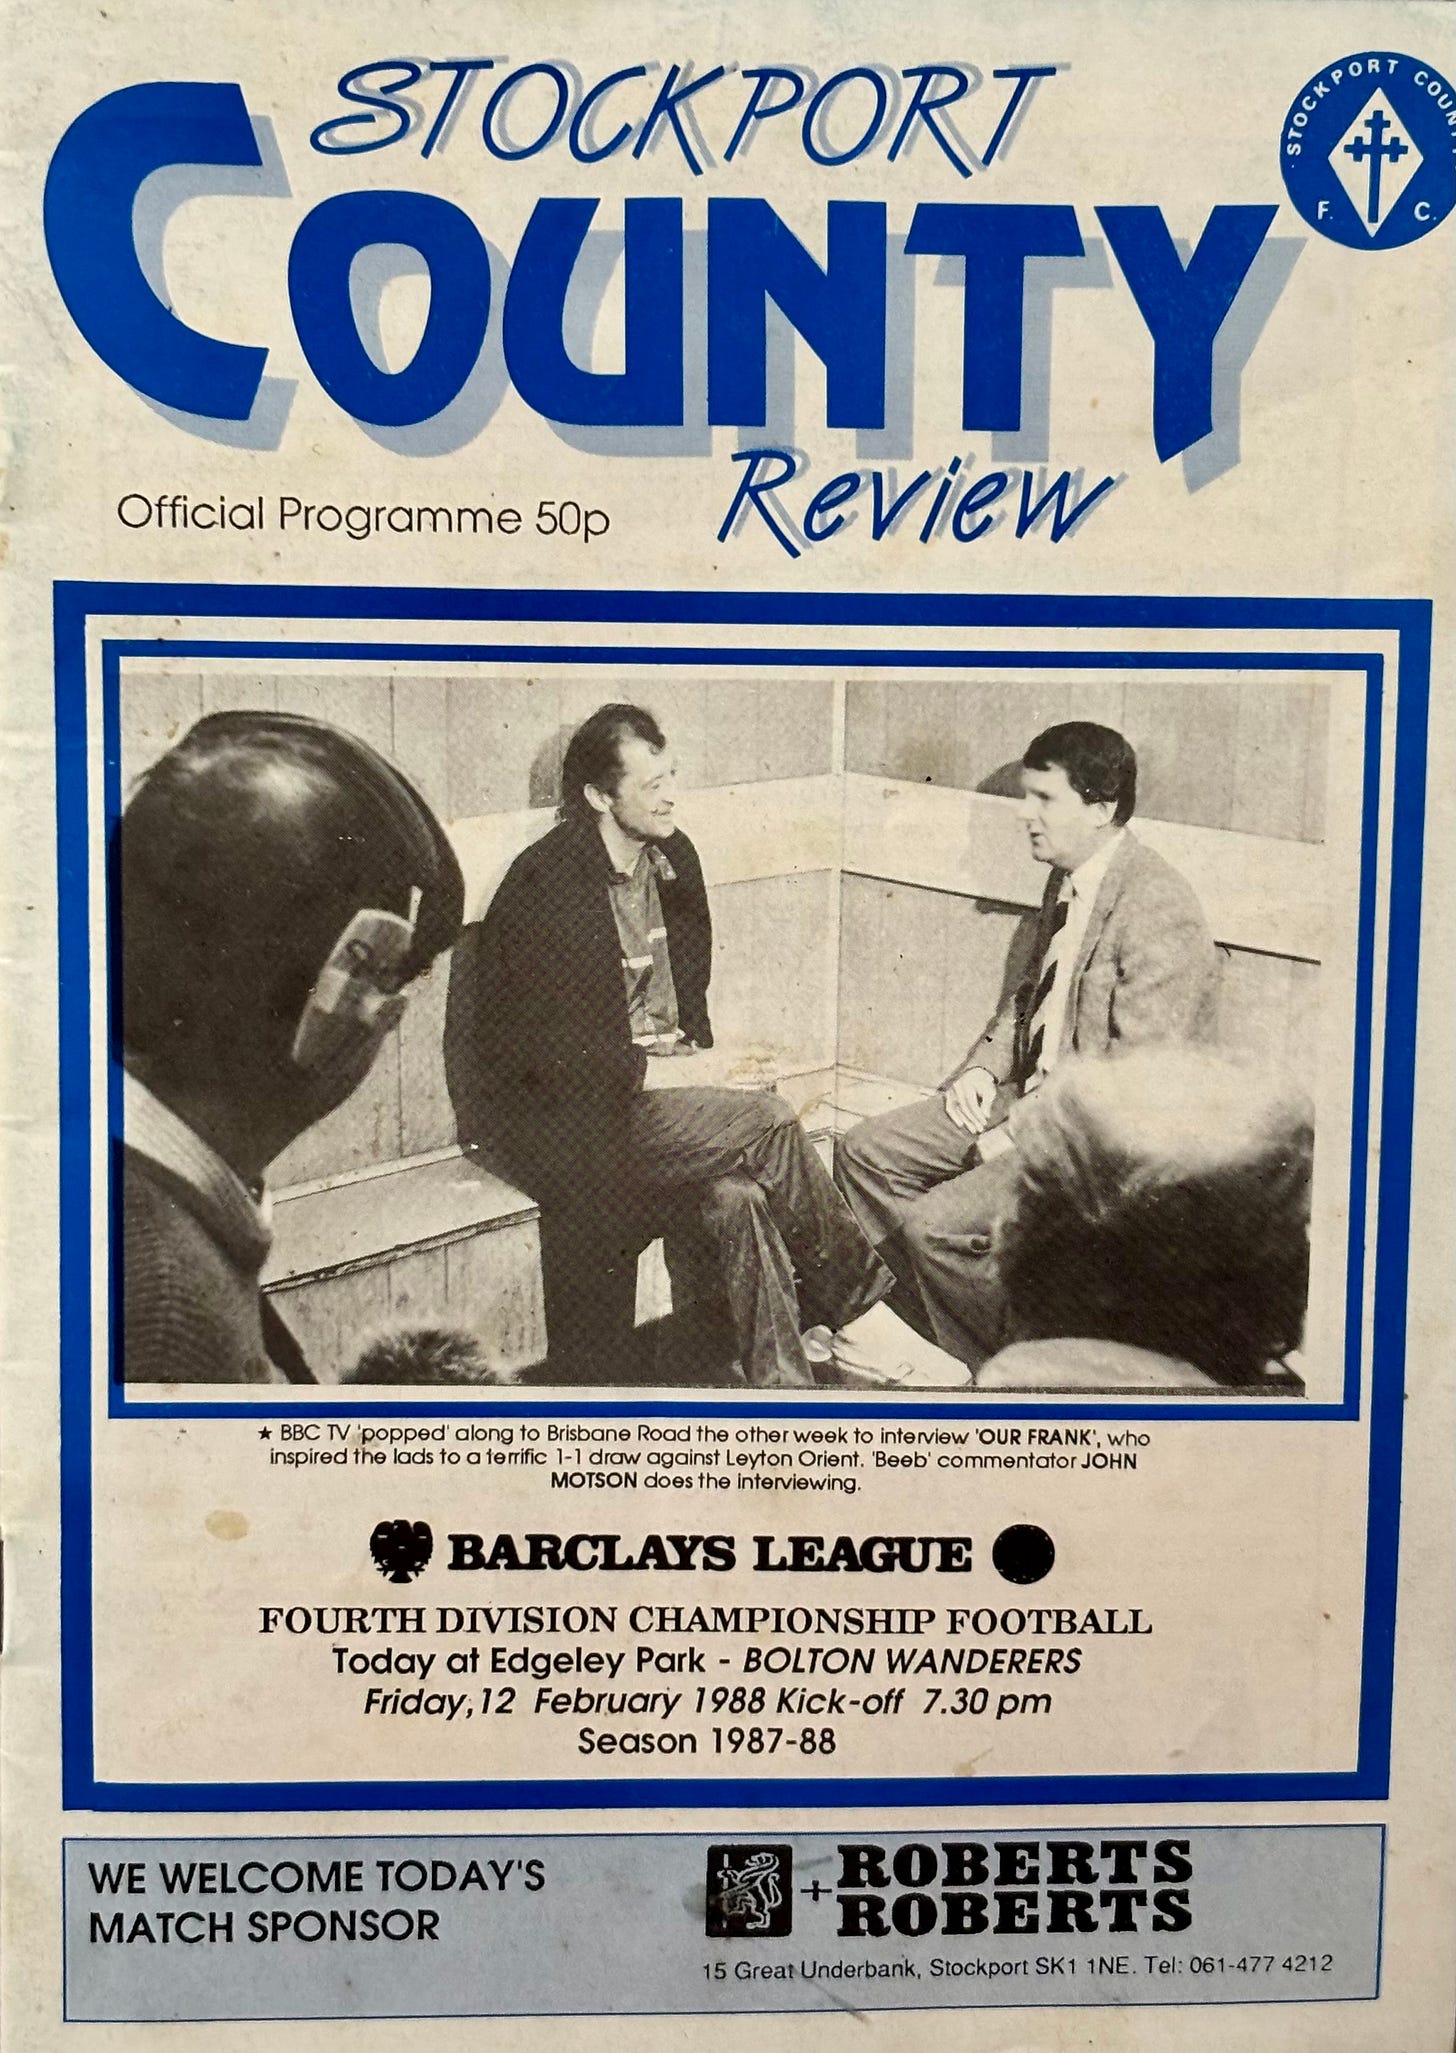 STOCKPORT
COUNTY
Review
STOCKPORT COUN
F. C.
Official Programme 50p
★ BBC TV 'popped' along to Brisbane Road the other week to interview 'OUR FRANK', who
inspired the lads to a terrific 1-1 draw against Leyton Orient. 'Beeb' commentator JOHN
MOTSON does the interviewing.
BARCLAYS LEAGUE
FOURTH DIVISION CHAMPIONSHIP FOOTBALL
Today at Edgeley Park - BOLTON WANDERERS
Friday, 12 February 1988 Kick-off 7.30 pm
Season 1987-88
WE WELCOME TODAY'S
MATCH SPONSOR
+ROBERTS
ROBERTS
15 Great Underbank, Stockport SK1 1NE. Tel: 061-477 4212